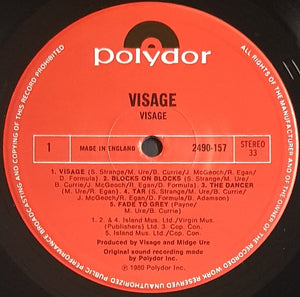 polydor
VISAGE
VISAGE
1
MADE IN ENGLAND
2490·157
STEREO
33
1. VISAGE (S. Strange/M. Ure/B. Currie/J. McGeoch/R. Egan/
D. Formula) 2. BLOCKS ON BLOCKS (S. Strange/M. Ure/
B. Currie/J. McGeoch/R. Egan/D. Formula) 3. THE DANCER
(M. Ure/R. Egan) 4. TAR (S. Strange/M. Ure/B. Currie/
J. McGeoch/R. Egan/D. Formula/B. Adamson)
5. FADE TO GREY (Payne/
M. Ure/B. Currie)
1. 2. & 4. Island Mus. Ltd./Virgin Mus.
(Publishers) Ltd. 3. Cop. Con.
5. Island Mus. Ltd./Cop. Con.
Produced by Visage and Midge Ure
Original sound recording made
by Polydor Inc.
℗ 1980 Polydor Inc.
ALL RIGHTS OF THE MANUFACTURER AND OF THE OWNER OF THE RECORDED WORK RESERVED UNAUTHORIZED PUBLIC PERFORMANCE BROADCASTING AND COPYING OF THIS RECORD PROHIBITED